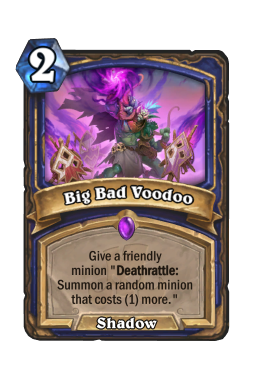 2
Big Bad Voodoo
Give a friendly
minion "Deathrattle:
Summon a random minion
that costs (1) more."
Shadow